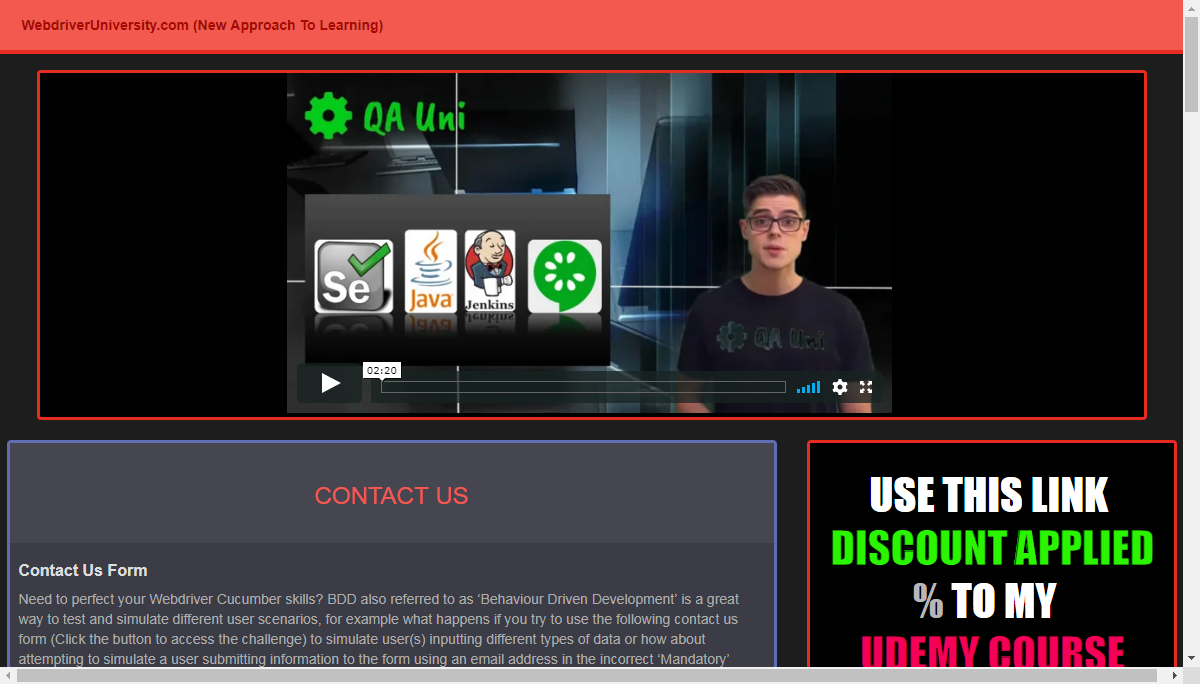 WebdriverUniversity.com (New Approach To Learning)
QA Uni
Se
Java
Jenkins
QA Uni
02:20
CONTACT US
Contact Us Form
Need to perfect your Webdriver Cucumber skills? BDD also referred to as ‘Behaviour Driven Development’ is a great
way to test and simulate different user scenarios, for example what happens if you try to use the following contact us
form (Click the button to access the challenge) to simulate user(s) inputting different types of data or how about
attempting to simulate a user submitting information to the form using an email address in the incorrect ‘Mandatory’
USE THIS LINK
DISCOUNT APPLIED
% TO MY
UDEMY COURSE